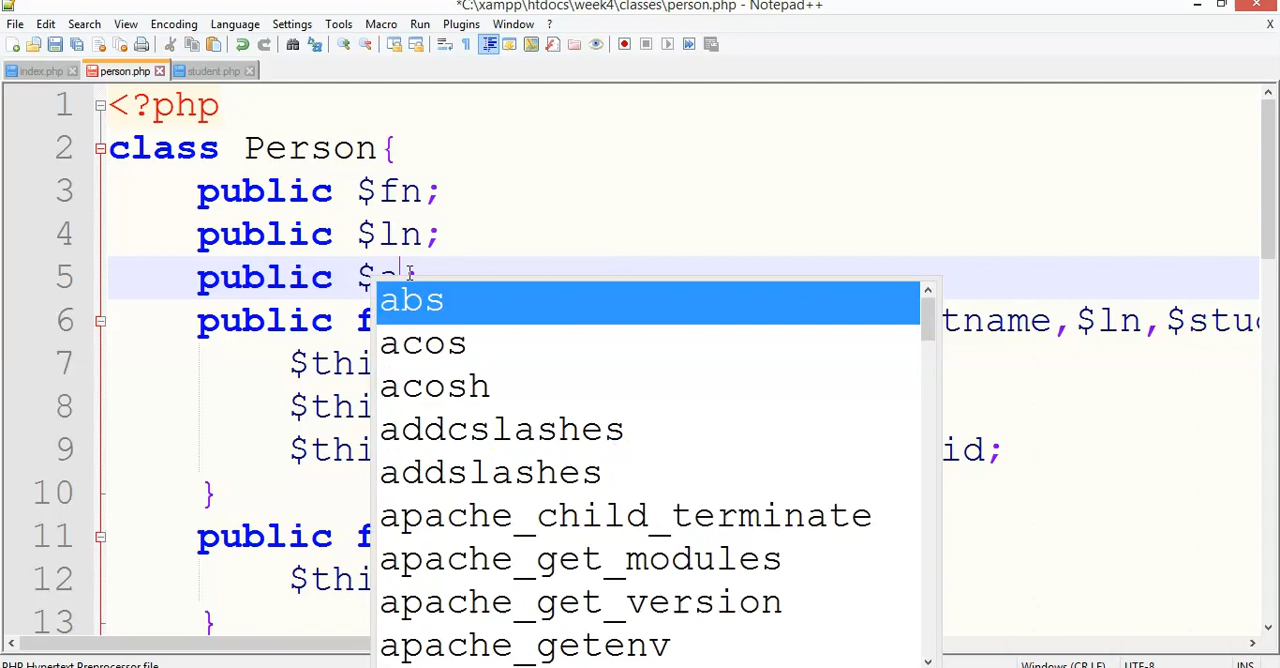 *C:\xampp\htdocs\week4\classes\person.php - Notepad++
File Edit Search View Encoding Language Settings Tools Macro Run Plugins Window ? X
index.php person.php student.php
1 <?php
2 class Person{
3 public $fn;
4 public $ln;
5 public $a;
6 public f tname,$ln,$stud
7 $thi
8 $thi
9 $thi id;
10 }
11 public f
12 $thi
13 }
abs
acos
acosh
addcslashes
addslashes
apache_child_terminate
apache_get_modules
apache_get_version
apache_getenv
PHP Hypertext Preprocessor file Windows (CR LF) UTF-8 INS